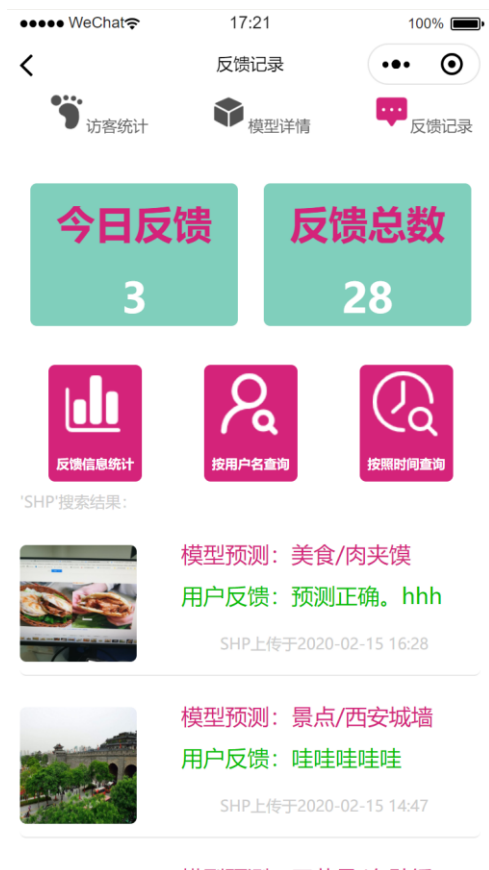 WeChat 17:21 100%
反馈记录
访客统计 模型详情 反馈记录
今日反馈 反馈总数
3 28
反馈信息统计 按用户名查询 按照时间查询
'SHP'搜索结果：
模型预测：美食/肉夹馍
用户反馈：预测正确。hhh
SHP上传于2020-02-15 16:28
模型预测：景点/西安城墙
用户反馈：哇哇哇哇哇
SHP上传于2020-02-15 14:47